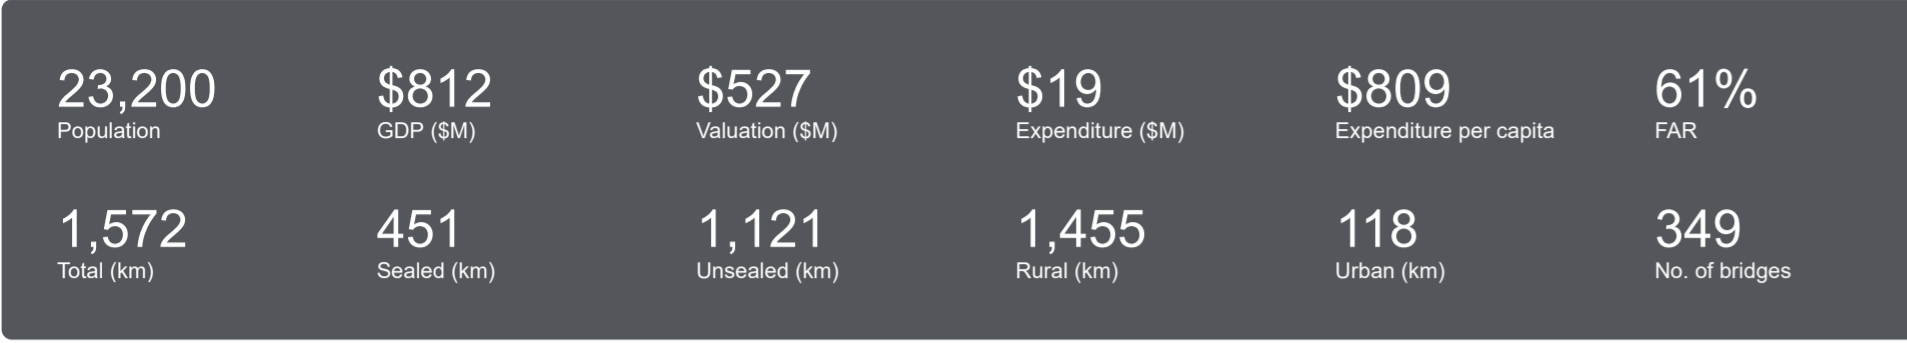 23,200 $812 $527 $19 $809 61%
Population GDP ($M) Valuation ($M) Expenditure ($M) Expenditure per capita FAR
1,572 451 1,121 1,455 118 349
Total (km) Sealed (km) Unsealed (km) Rural (km) Urban (km) No. of bridges